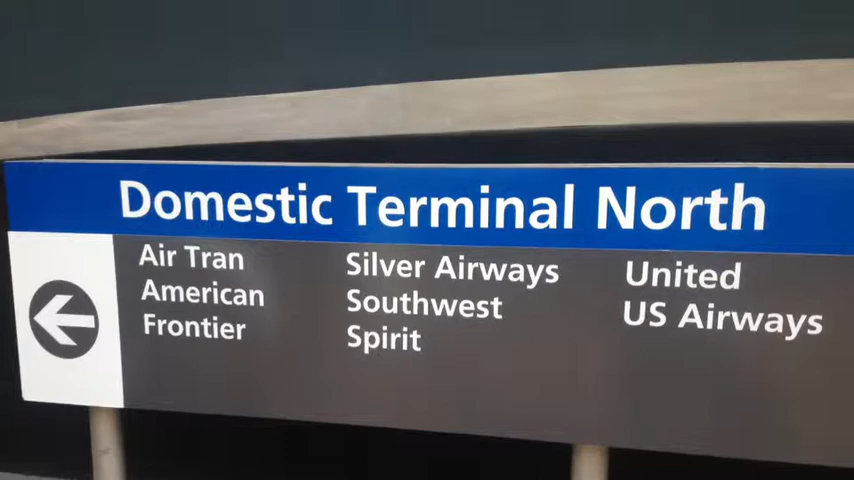 Domestic Terminal North
Air Tran
American
Frontier
Silver Airways
Southwest
Spirit
United
US Airways